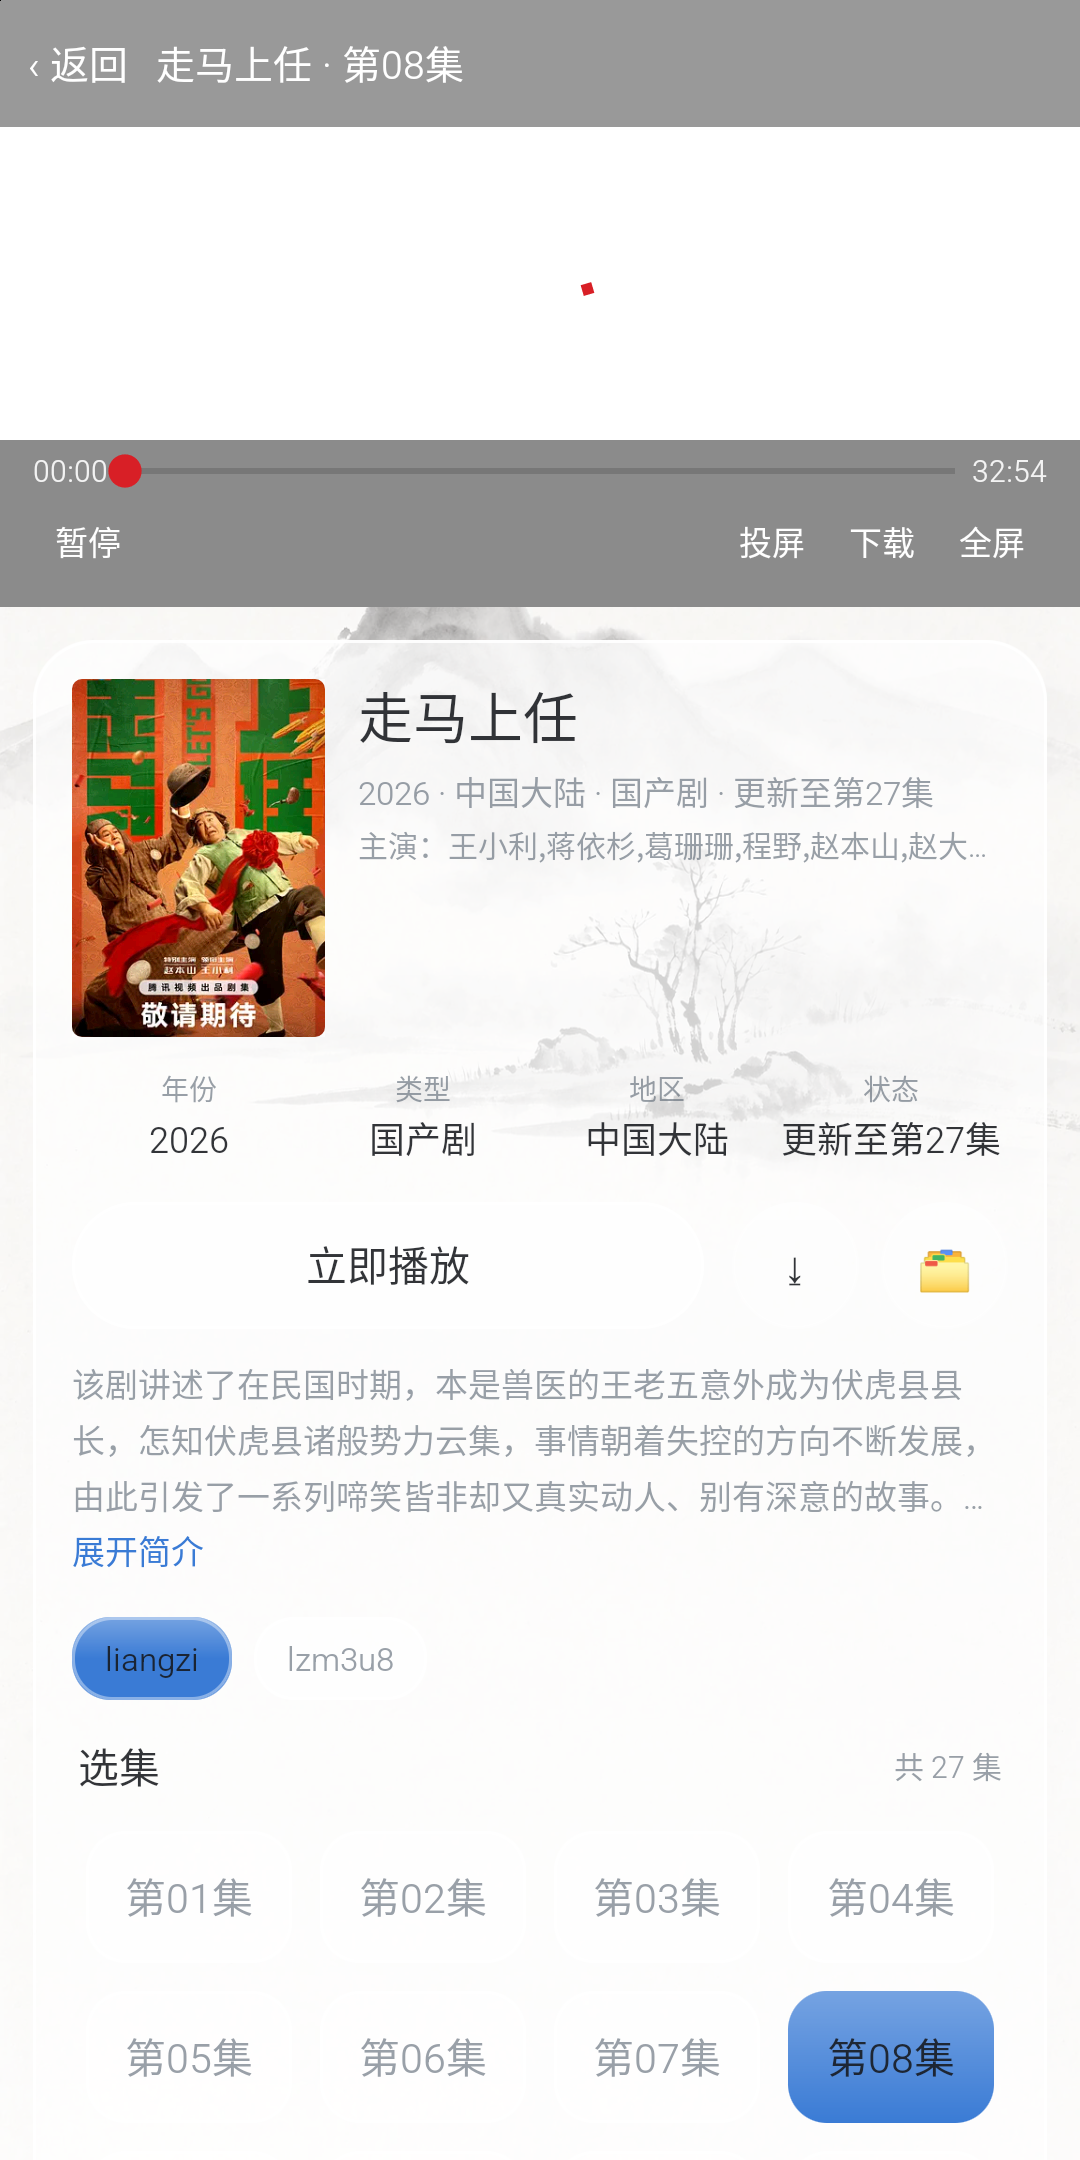 ‹ 返回 走马上任 · 第08集
00:00 32:54
暂停 投屏 下载 全屏
LET'S GO
特别主演 领衔主演
赵本山 王小利
腾讯视频出品剧集
敬请期待
走马上任
2026 · 中国大陆 · 国产剧 · 更新至第27集
主演：王小利,蒋依杉,葛珊珊,程野,赵本山,赵大...
年份 类型 地区 状态
2026 国产剧 中国大陆 更新至第27集
立即播放 ↓
该剧讲述了在民国时期，本是兽医的王老五意外成为伏虎县县
长，怎知伏虎县诸般势力云集，事情朝着失控的方向不断发展，
由此引发了一系列啼笑皆非却又真实动人、别有深意的故事。...
展开简介
liangzi lzm3u8
选集 共 27 集
第01集 第02集 第03集 第04集
第05集 第06集 第07集 第08集